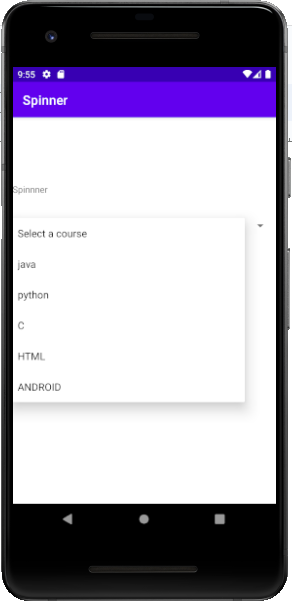 9:55
Spinner
Spinnner
Select a course
java
python
C
HTML
ANDROID